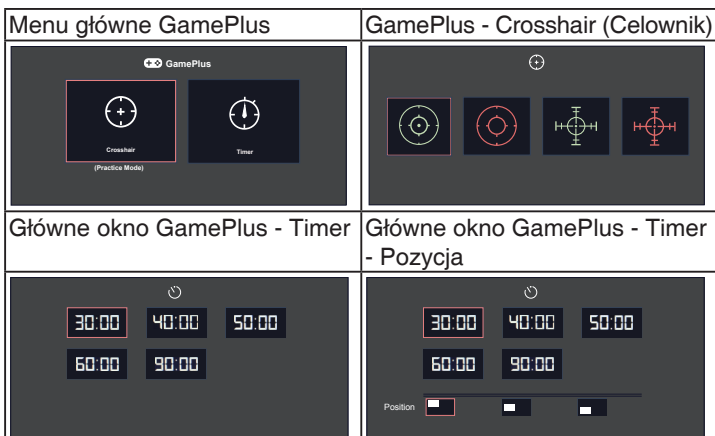 Menu główne GamePlus
GamePlus - Crosshair (Celownik)
GamePlus
Crosshair
Timer
(Practice Mode)
Główne okno GamePlus - Timer
Główne okno GamePlus - Timer
- Pozycja
30:00 40:00 50:00
60:00 90:00
30:00 40:00 50:00
60:00 90:00
Position